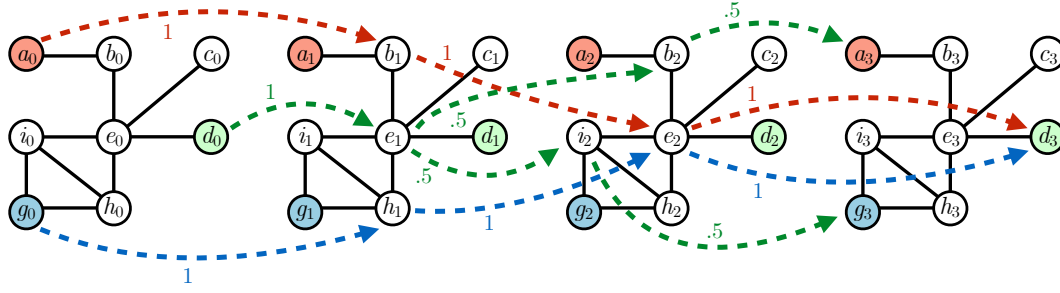 1 1 .5
a₀ b₀ c₀ a₁ b₁ c₁ a₂ b₂ c₂ a₃ b₃ c₃
1 .5 1
i₀ e₀ d₀ i₁ e₁ d₁ i₂ e₂ d₂ i₃ e₃ d₃
.5 1
g₀ h₀ g₁ h₁ g₂ h₂ g₃ h₃
1 1 .5